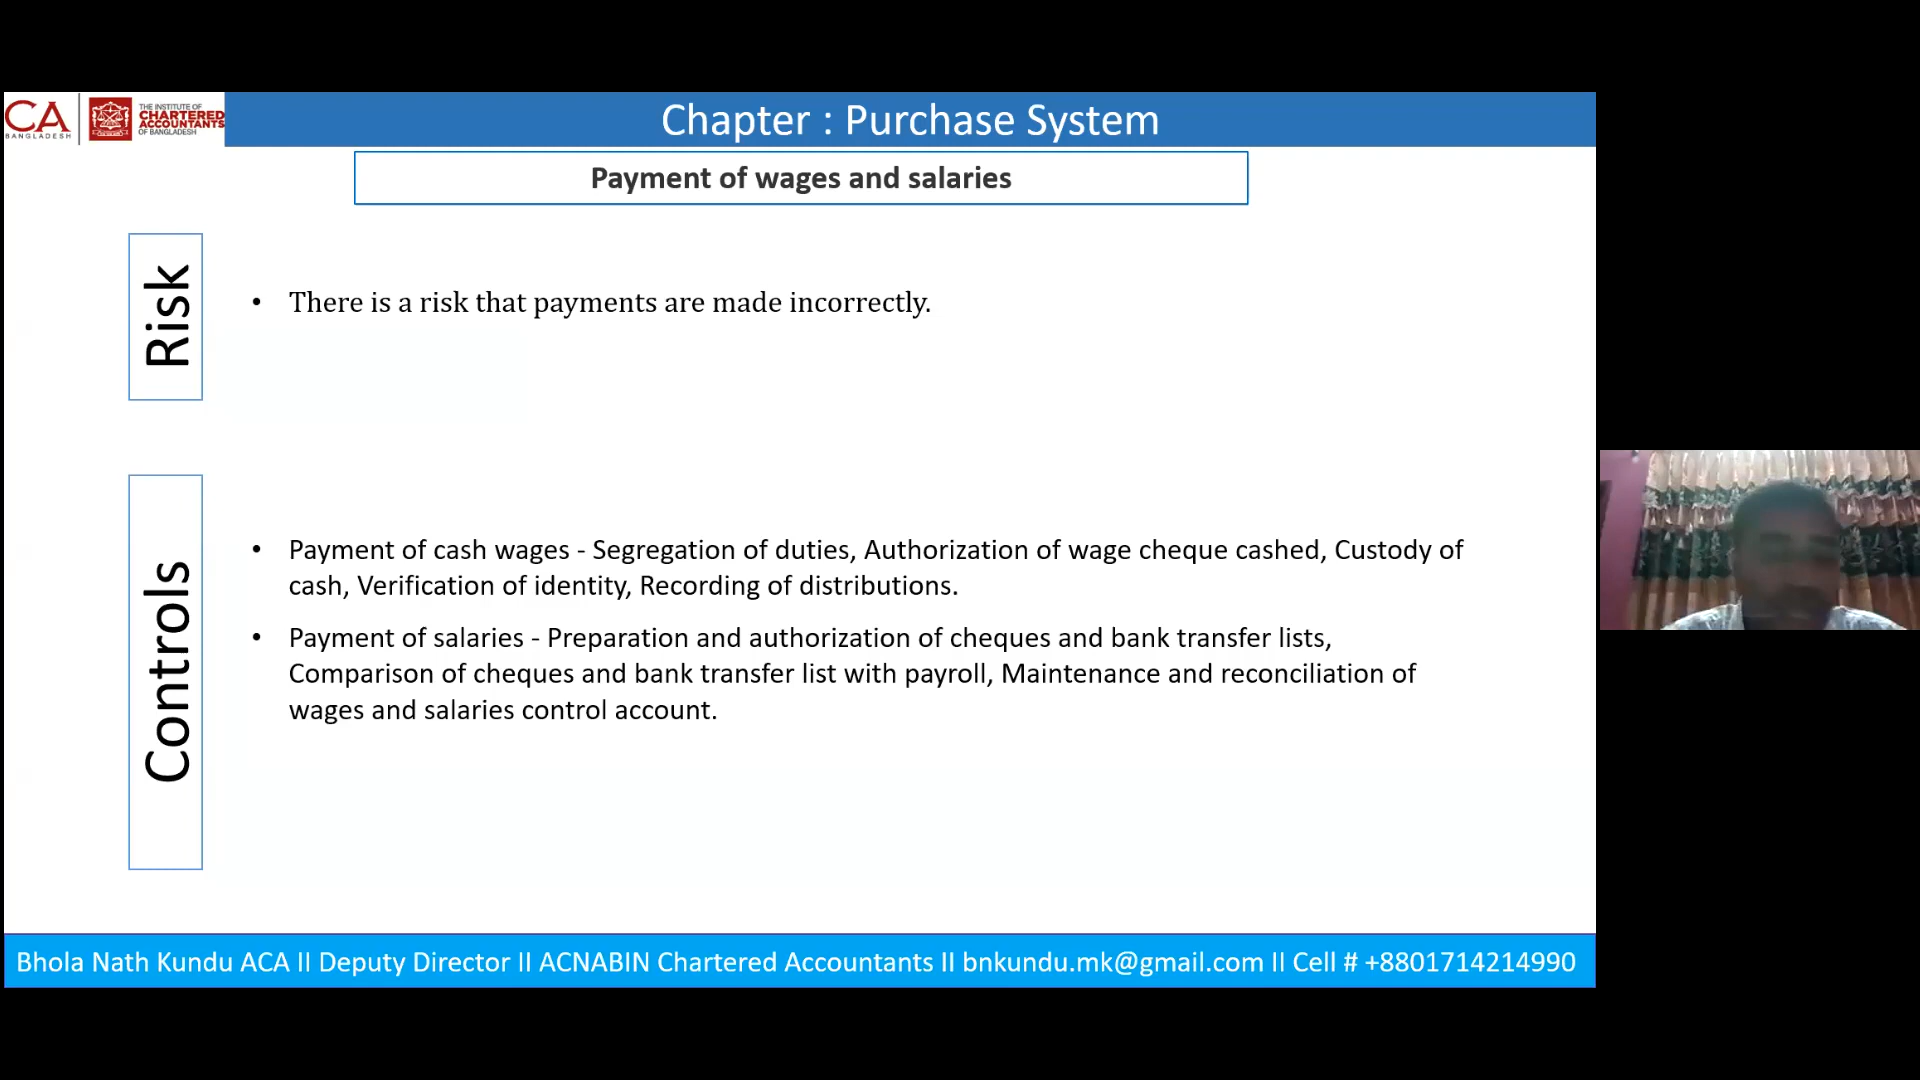 CA
BANGLADESH
THE INSTITUTE OF
CHARTERED
ACCOUNTANTS
OF BANGLADESH
Chapter : Purchase System
Payment of wages and salaries
Risk
• There is a risk that payments are made incorrectly.
Controls
• Payment of cash wages - Segregation of duties, Authorization of wage cheque cashed, Custody of
cash, Verification of identity, Recording of distributions.
• Payment of salaries - Preparation and authorization of cheques and bank transfer lists,
Comparison of cheques and bank transfer list with payroll, Maintenance and reconciliation of
wages and salaries control account.
Bhola Nath Kundu ACA II Deputy Director II ACNABIN Chartered Accountants II bnkundu.mk@gmail.com II Cell # +8801714214990